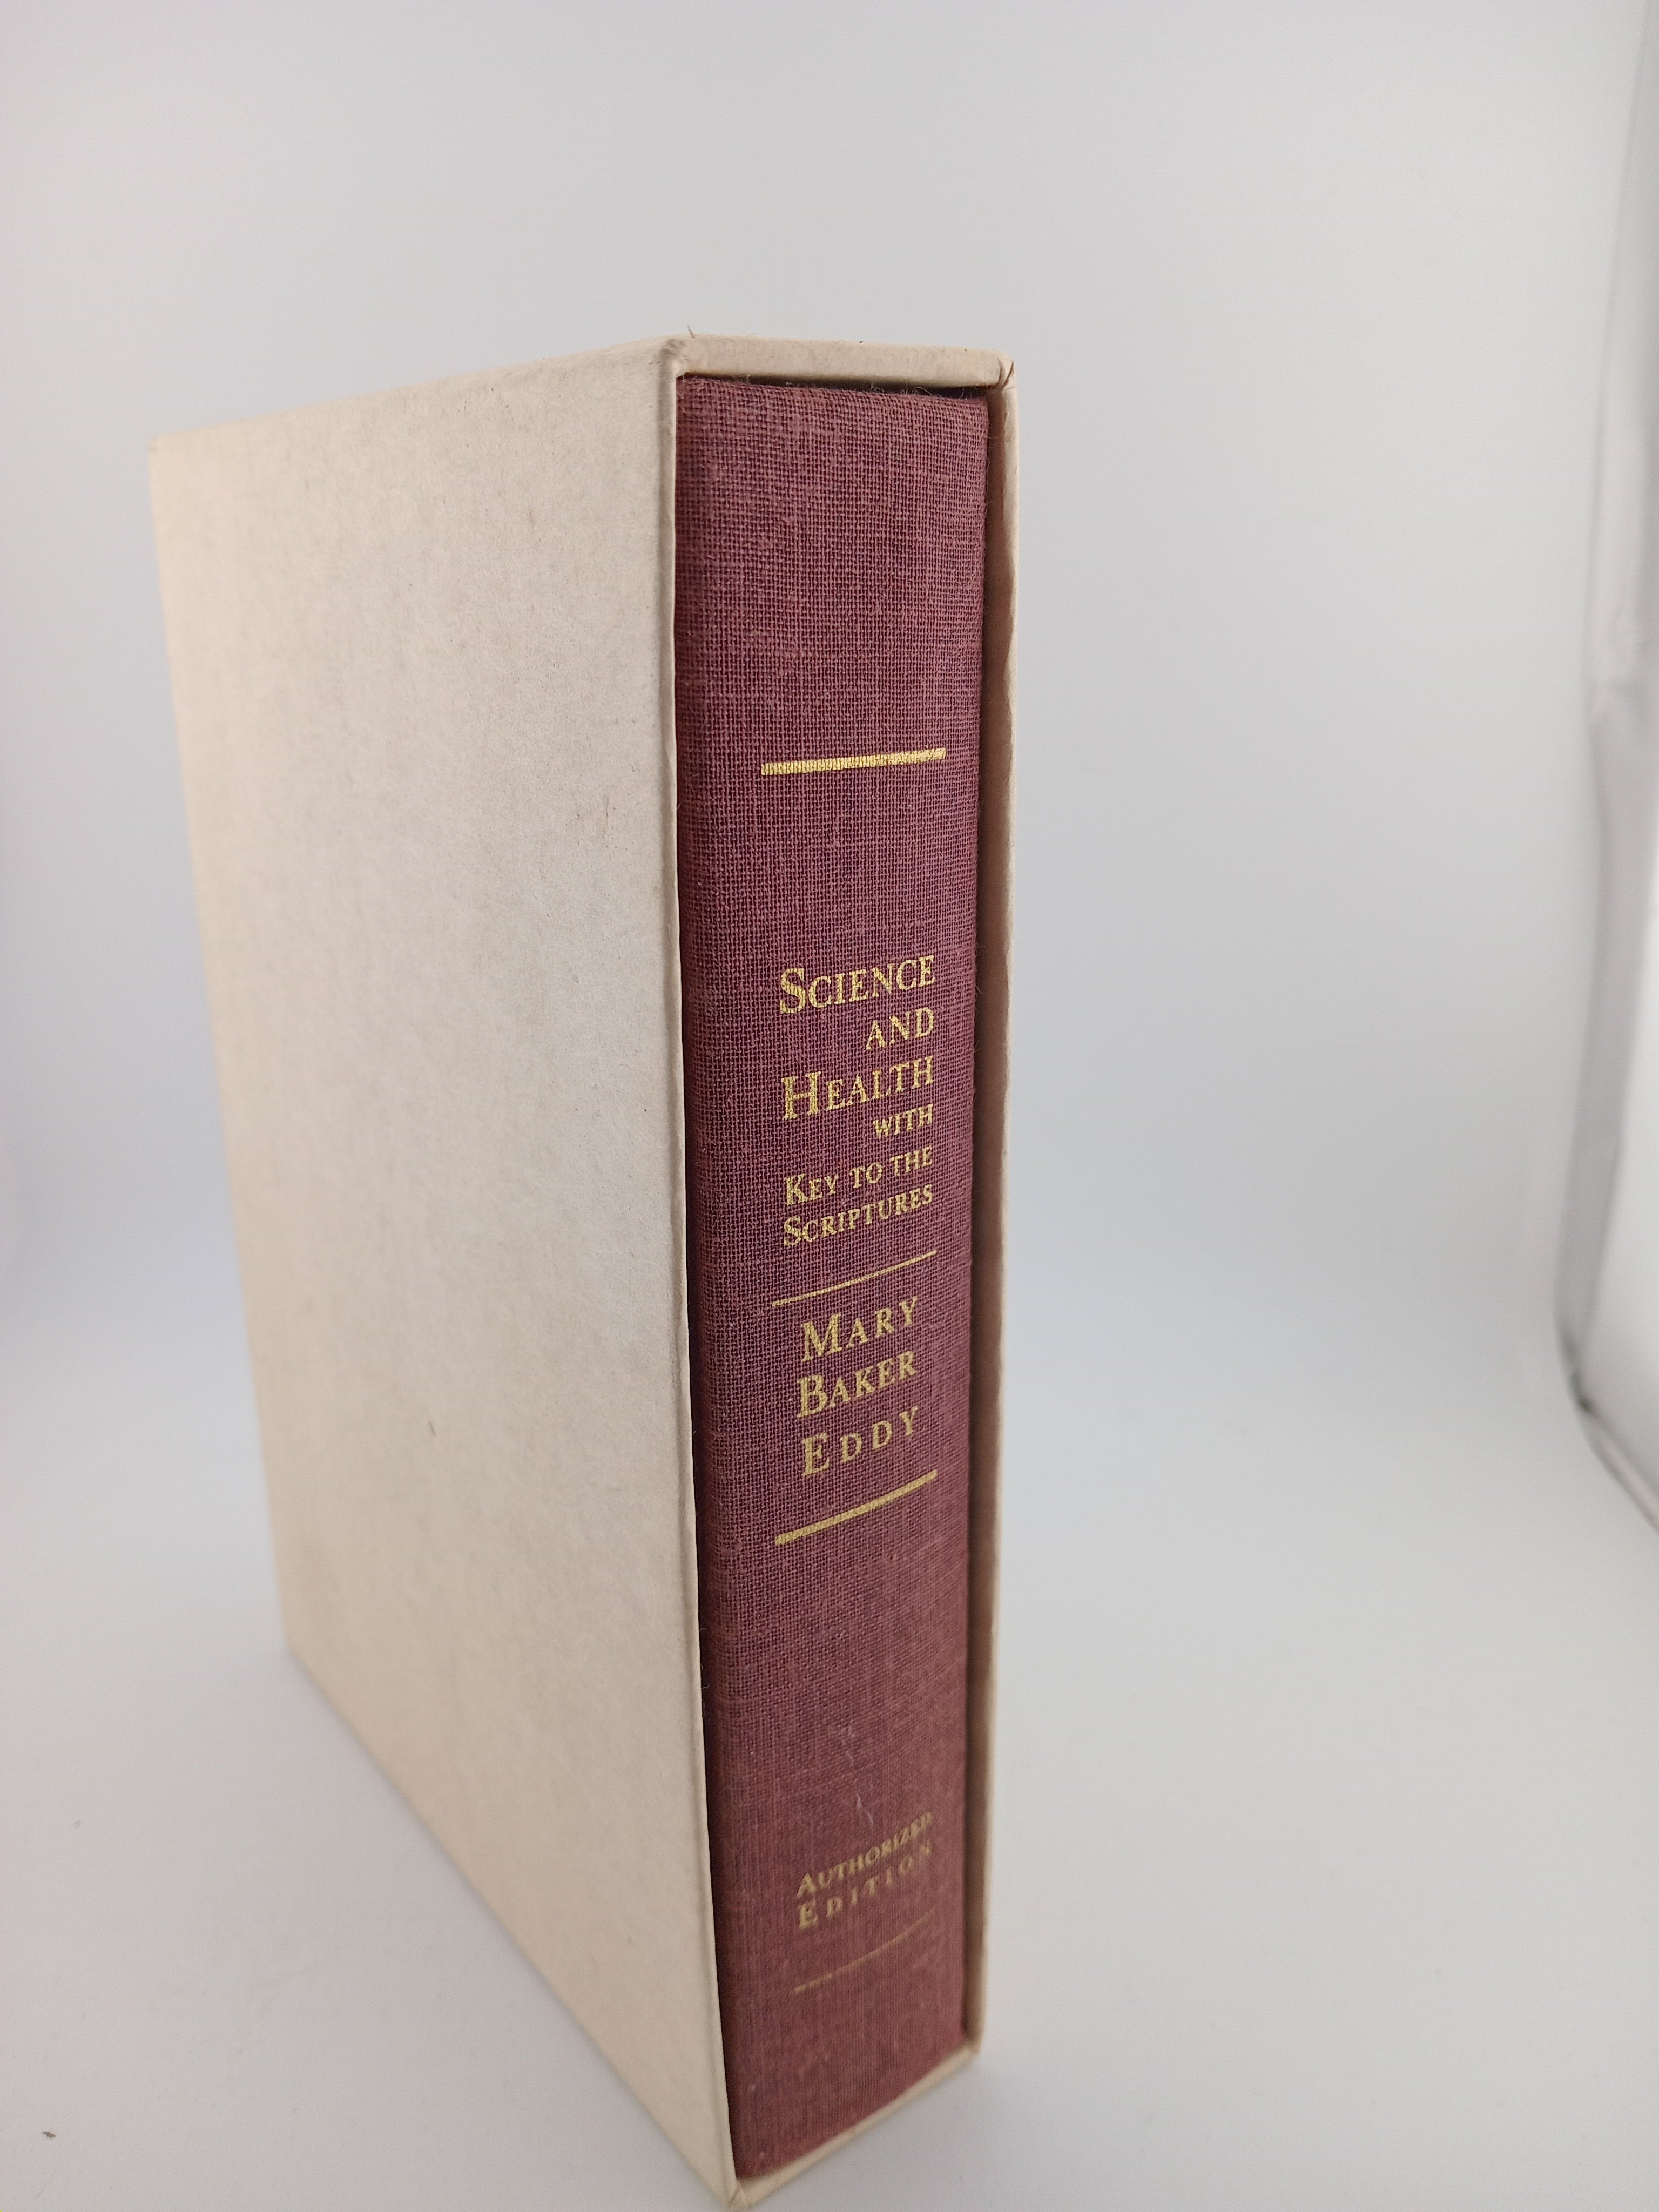 SCIENCE
AND
HEALTH
WITH
KEY TO THE
SCRIPTURES
MARY
BAKER
EDDY
AUTHORIZED
EDITION